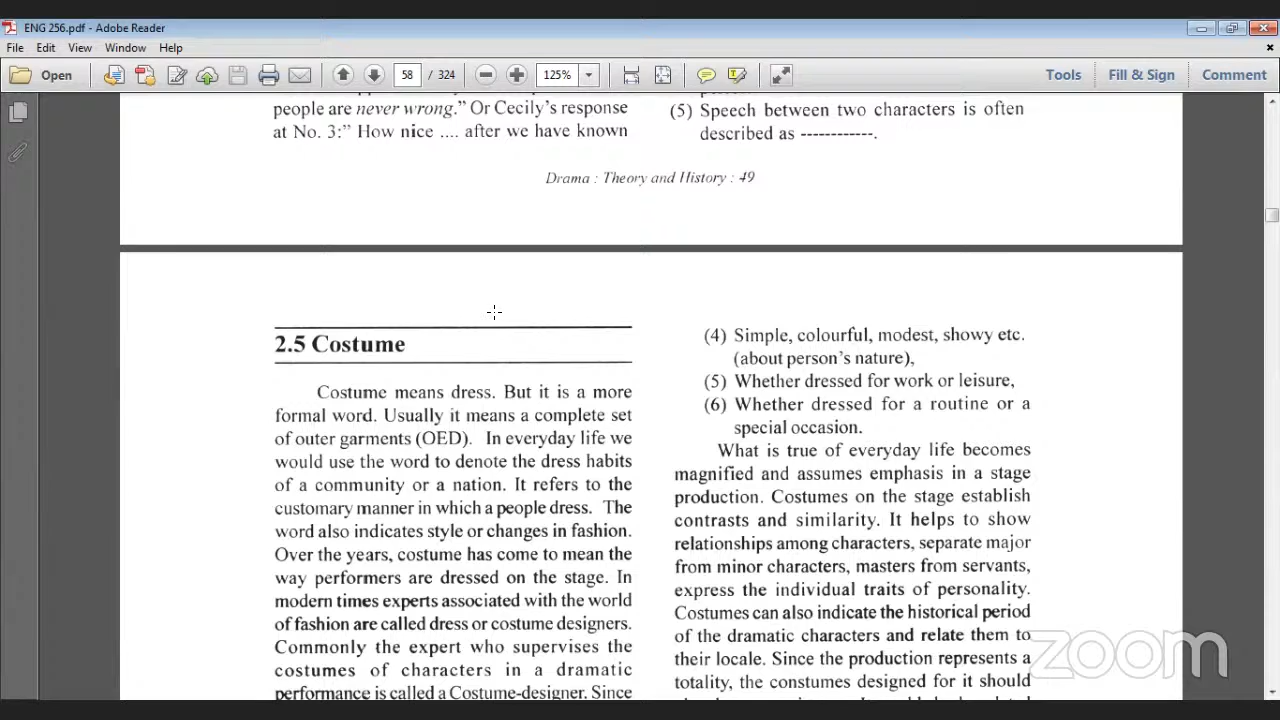 ENG 256.pdf - Adobe Reader
File Edit View Window Help
Open 58 / 324 125% Tools Fill & Sign Comment
people are never wrong.” Or Cecily’s response
at No. 3:” How nice .... after we have known
(5) Speech between two characters is often
described as ------------.
Drama : Theory and History : 49
2.5 Costume
Costume means dress. But it is a more
formal word. Usually it means a complete set
of outer garments (OED). In everyday life we
would use the word to denote the dress habits
of a community or a nation. It refers to the
customary manner in which a people dress. The
word also indicates style or changes in fashion.
Over the years, costume has come to mean the
way performers are dressed on the stage. In
modern times experts associated with the world
of fashion are called dress or costume designers.
Commonly the expert who supervises the
costumes of characters in a dramatic
performance is called a Costume-designer. Since
(4) Simple, colourful, modest, showy etc.
(about person’s nature),
(5) Whether dressed for work or leisure,
(6) Whether dressed for a routine or a
special occasion.
What is true of everyday life becomes
magnified and assumes emphasis in a stage
production. Costumes on the stage establish
contrasts and similarity. It helps to show
relationships among characters, separate major
from minor characters, masters from servants,
express the individual traits of personality.
Costumes can also indicate the historical period
of the dramatic characters and relate them to
their locale. Since the production represents a
totality, the constumes designed for it should
zoom